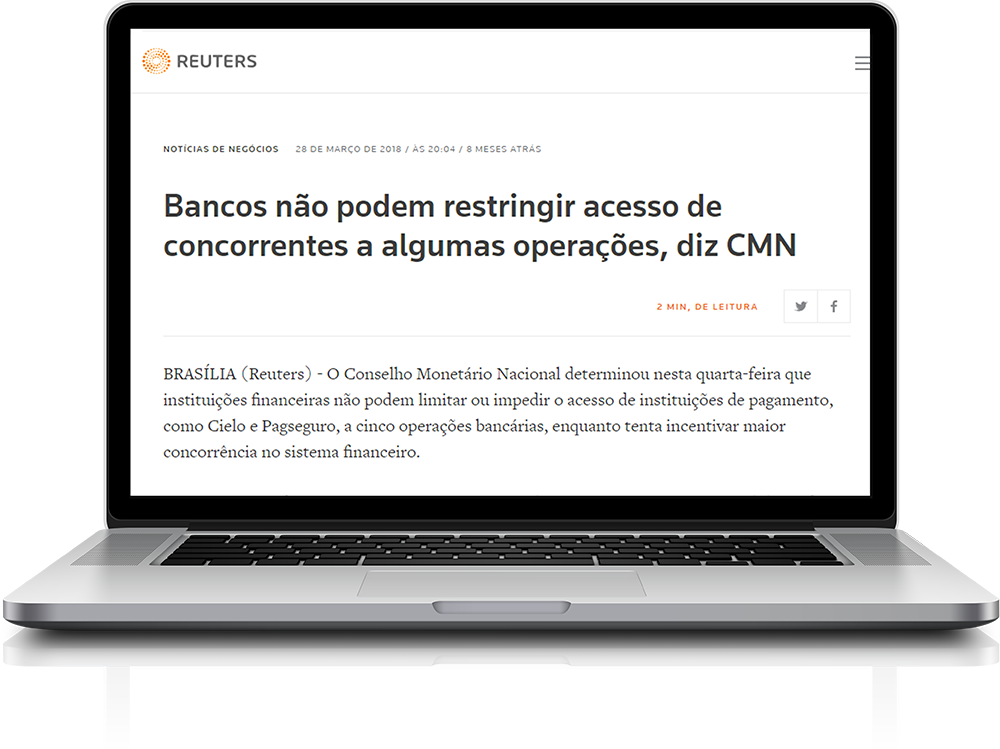 REUTERS
NOTÍCIAS DE NEGÓCIOS 28 DE MARÇO DE 2018 / ÀS 20:04 / 8 MESES ATRÁS
Bancos não podem restringir acesso de
concorrentes a algumas operações, diz CMN
2 MIN, DE LEITURA
BRASÍLIA (Reuters) - O Conselho Monetário Nacional determinou nesta quarta-feira que
instituições financeiras não podem limitar ou impedir o acesso de instituições de pagamento,
como Cielo e Pagseguro, a cinco operações bancárias, enquanto tenta incentivar maior
concorrência no sistema financeiro.